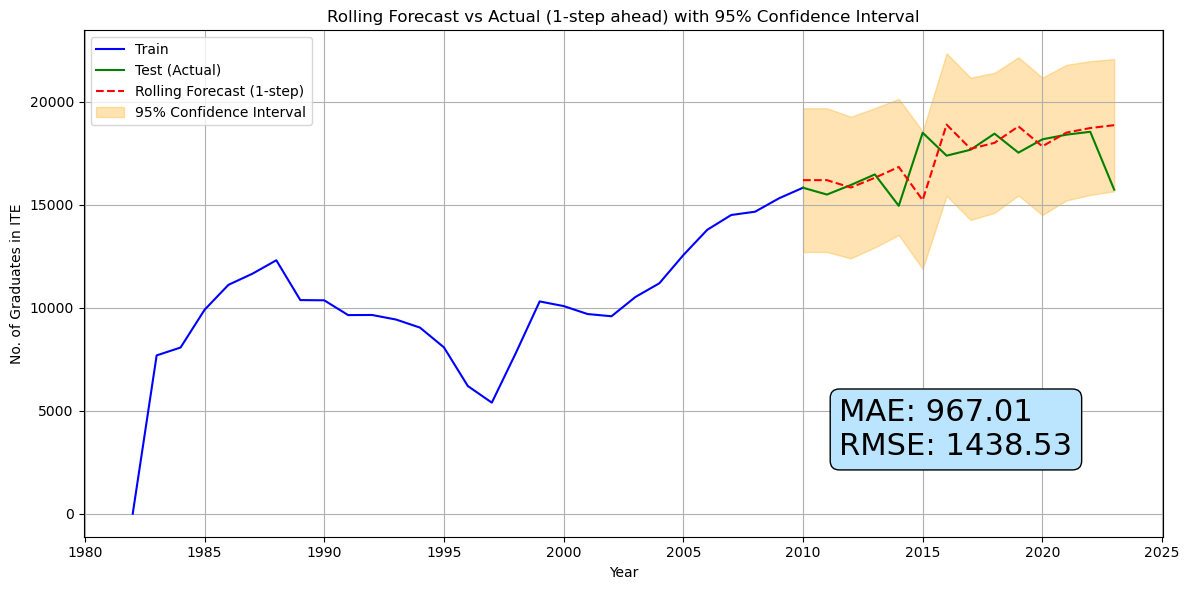 Rolling Forecast vs Actual (1-step ahead) with 95% Confidence Interval
Train
Test (Actual)
Rolling Forecast (1-step)
95% Confidence Interval
No. of Graduates in ITE
20000
15000
10000
5000
0
MAE: 967.01
RMSE: 1438.53
1980 1985 1990 1995 2000 2005 2010 2015 2020 2025
Year